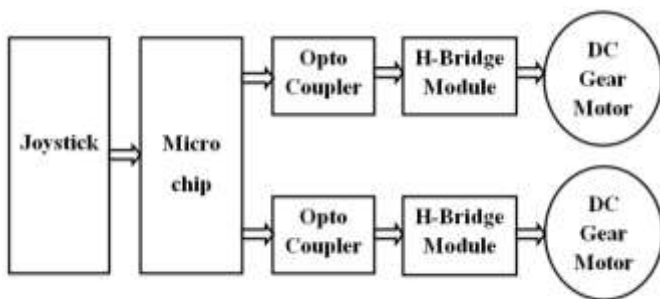 Joystick
Micro
chip
Opto
Coupler
H-Bridge
Module
DC
Gear
Motor
Opto
Coupler
H-Bridge
Module
DC
Gear
Motor